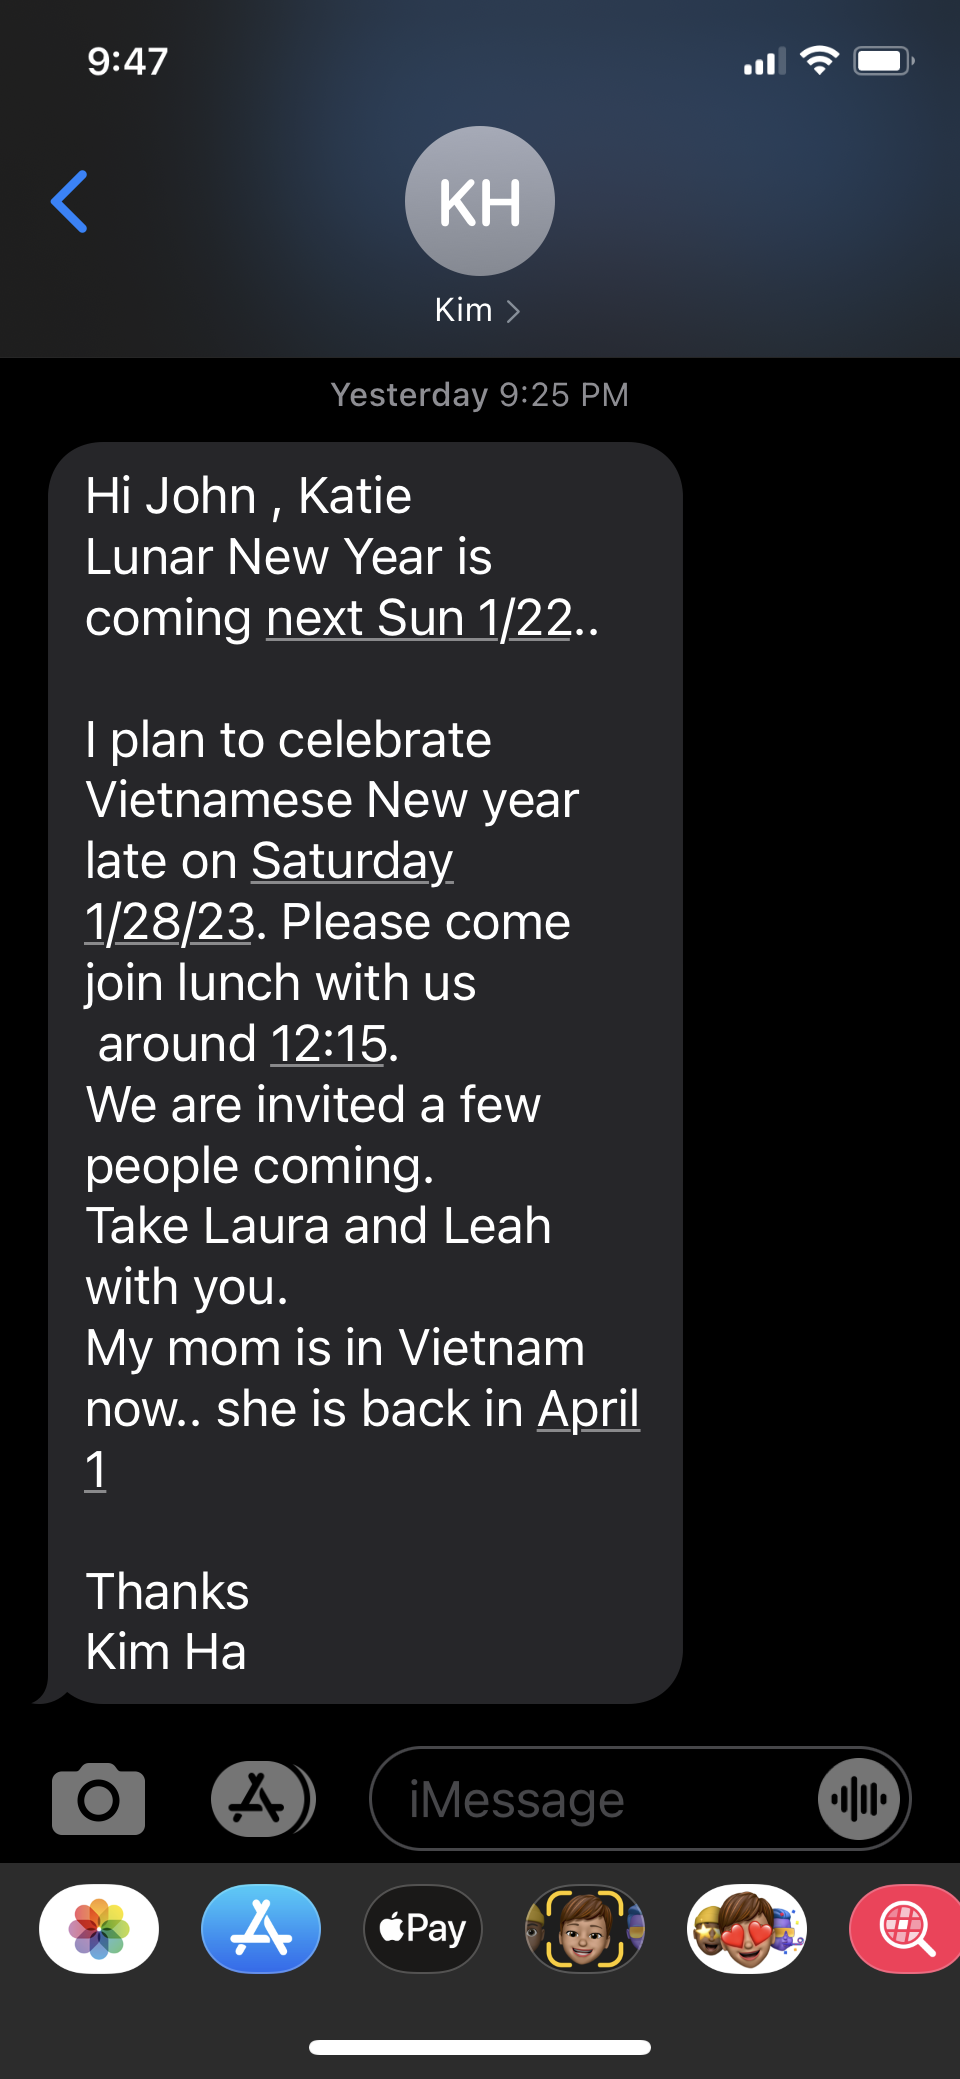 9:47
KH
Kim
Yesterday 9:25 PM
Hi John , Katie
Lunar New Year is
coming next Sun 1/22..
I plan to celebrate
Vietnamese New year
late on Saturday
1/28/23. Please come
join lunch with us
around 12:15.
We are invited a few
people coming.
Take Laura and Leah
with you.
My mom is in Vietnam
now.. she is back in April
1
Thanks
Kim Ha
iMessage
Pay